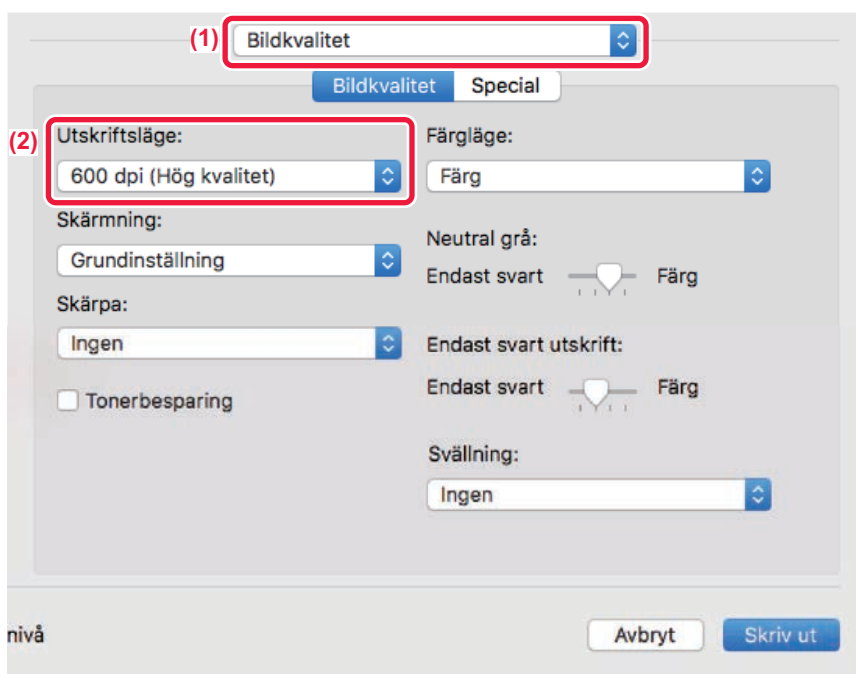 (1) Bildkvalitet
Bildkvalitet Special
(2) Utskriftsläge:
600 dpi (Hög kvalitet)
Skärmning:
Grundinställning
Skärpa:
Ingen
Tonerbesparing
Färgläge:
Färg
Neutral grå:
Endast svart Färg
Endast svart utskrift:
Endast svart Färg
Svällning:
Ingen
nivå
Avbryt Skriv ut